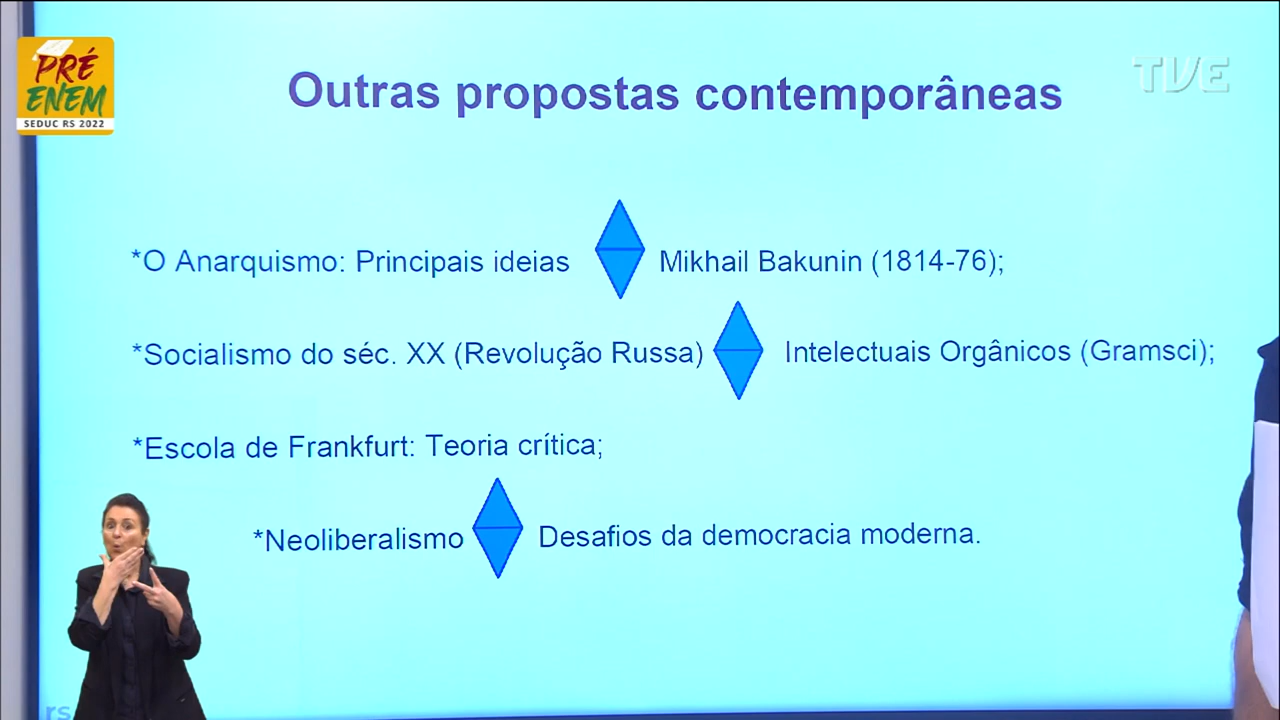 PRÉ
ENEM
SEDUC RS 2022
TVE
Outras propostas contemporâneas
*O Anarquismo: Principais ideias Mikhail Bakunin (1814-76);
*Socialismo do séc. XX (Revolução Russa) Intelectuais Orgânicos (Gramsci);
*Escola de Frankfurt: Teoria crítica;
*Neoliberalismo Desafios da democracia moderna.
rs